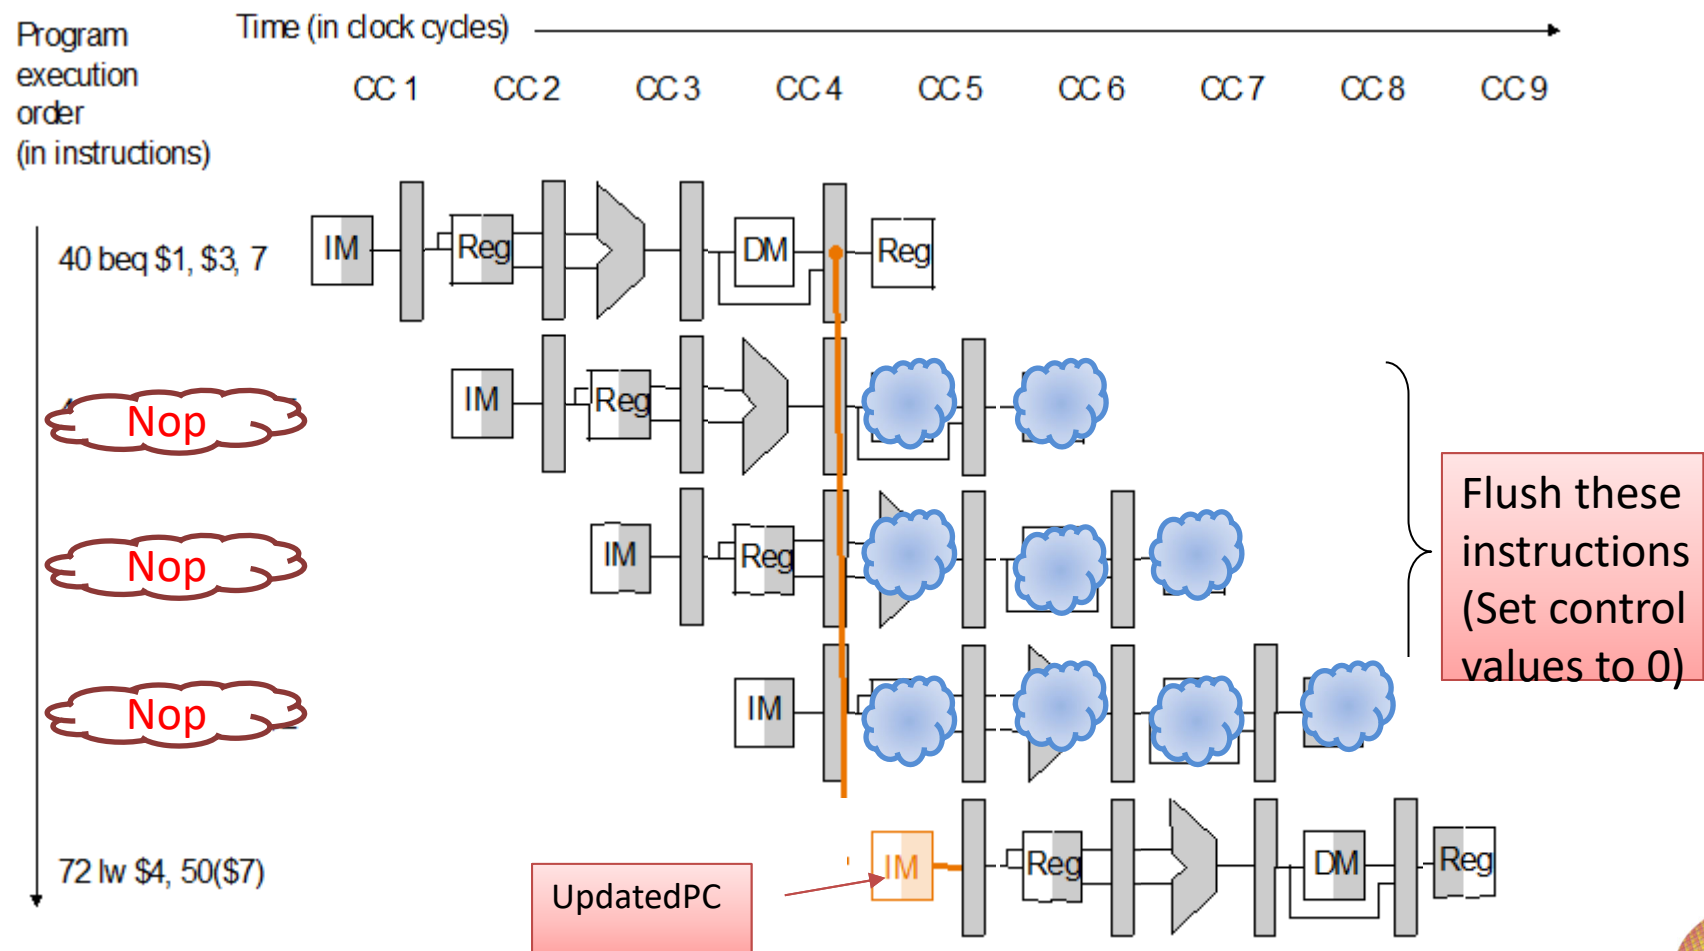 Program
execution
order
(in instructions)
Time (in clock cycles)
CC 1 CC 2 CC 3 CC 4 CC 5 CC 6 CC 7 CC 8 CC 9
40 beq $1, $3, 7
IM Reg DM Reg
Nop
IM Reg
Nop
IM Reg
Nop
IM
72 lw $4, 50($7)
IM Reg DM Reg
UpdatedPC
Flush these
instructions
(Set control
values to 0)